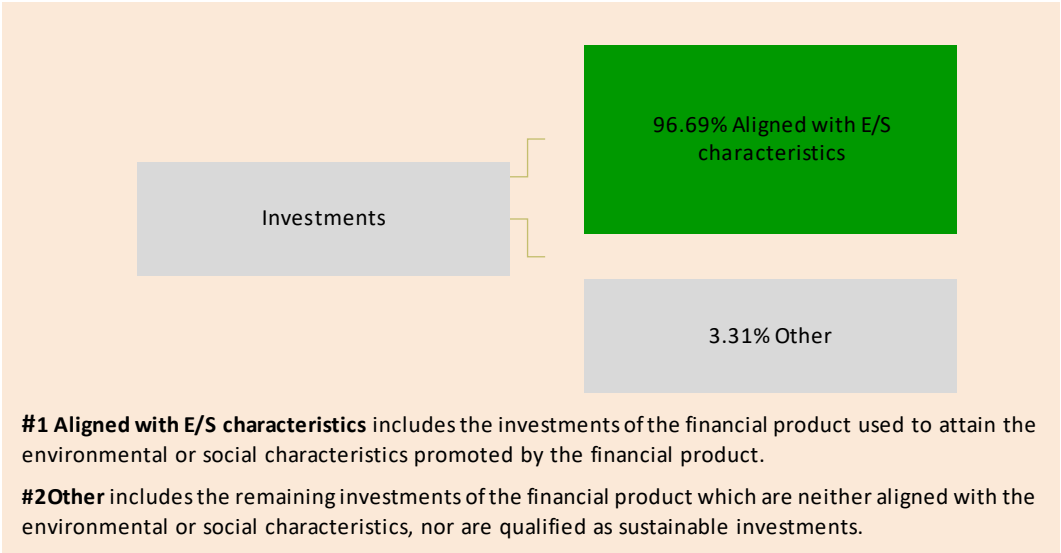 96.69% Aligned with E/S
characteristics
Investments
3.31% Other
#1 Aligned with E/S characteristics includes the investments of the financial product used to attain the
environmental or social characteristics promoted by the financial product.
#2Other includes the remaining investments of the financial product which are neither aligned with the
environmental or social characteristics, nor are qualified as sustainable investments.